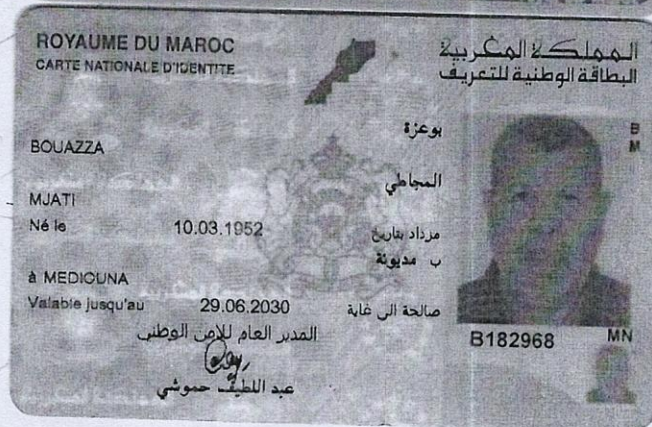 ROYAUME DU MAROC
المملكة المغربية
CARTE NATIONALE D'IDENTITE
البطاقة الوطنية للتعريف
بوعزة
BOUAZZA
المجاطي
MJATI
Né le 10.03.1952 مزداد بتاريخ
ب مديونة
à MEDIOUNA
Valable jusqu'au 29.06.2030 صالحة الى غاية
المدير العام للأمن الوطني
عبد اللطيف حموشي
B
M
B182968
MN